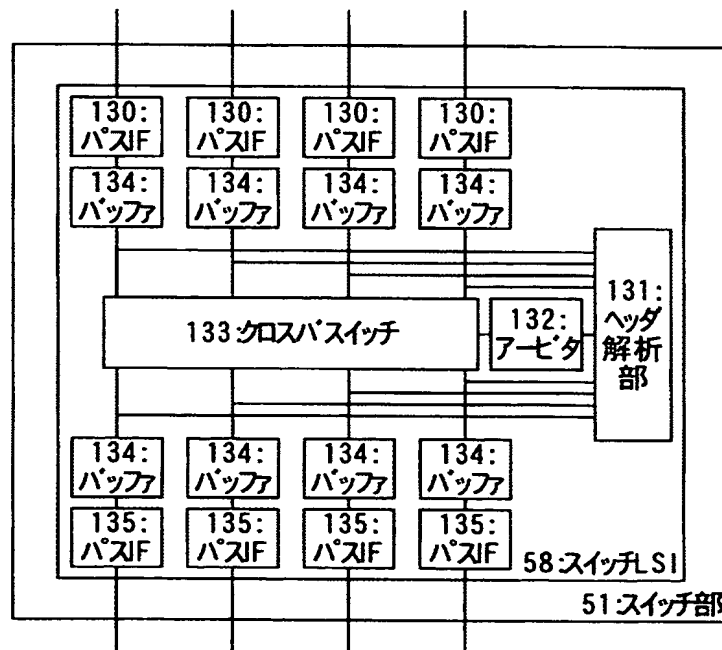 130:
パスIF
130:
パスIF
130:
パスIF
130:
パスIF
134:
バッファ
134:
バッファ
134:
バッファ
134:
バッファ
131:
ヘッダ
解析
部
133:クロスバスイッチ
132:
アービタ
134:
バッファ
134:
バッファ
134:
バッファ
134:
バッファ
135:
パスIF
135:
パスIF
135:
パスIF
135:
パスIF
58:スイッチLSI
51:スイッチ部